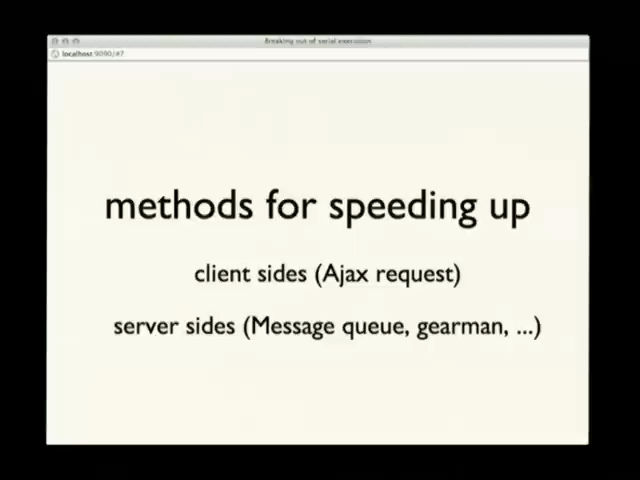 Breaking out of serial execution
localhost:9090/#7
methods for speeding up
client sides (Ajax request)
server sides (Message queue, gearman, ...)